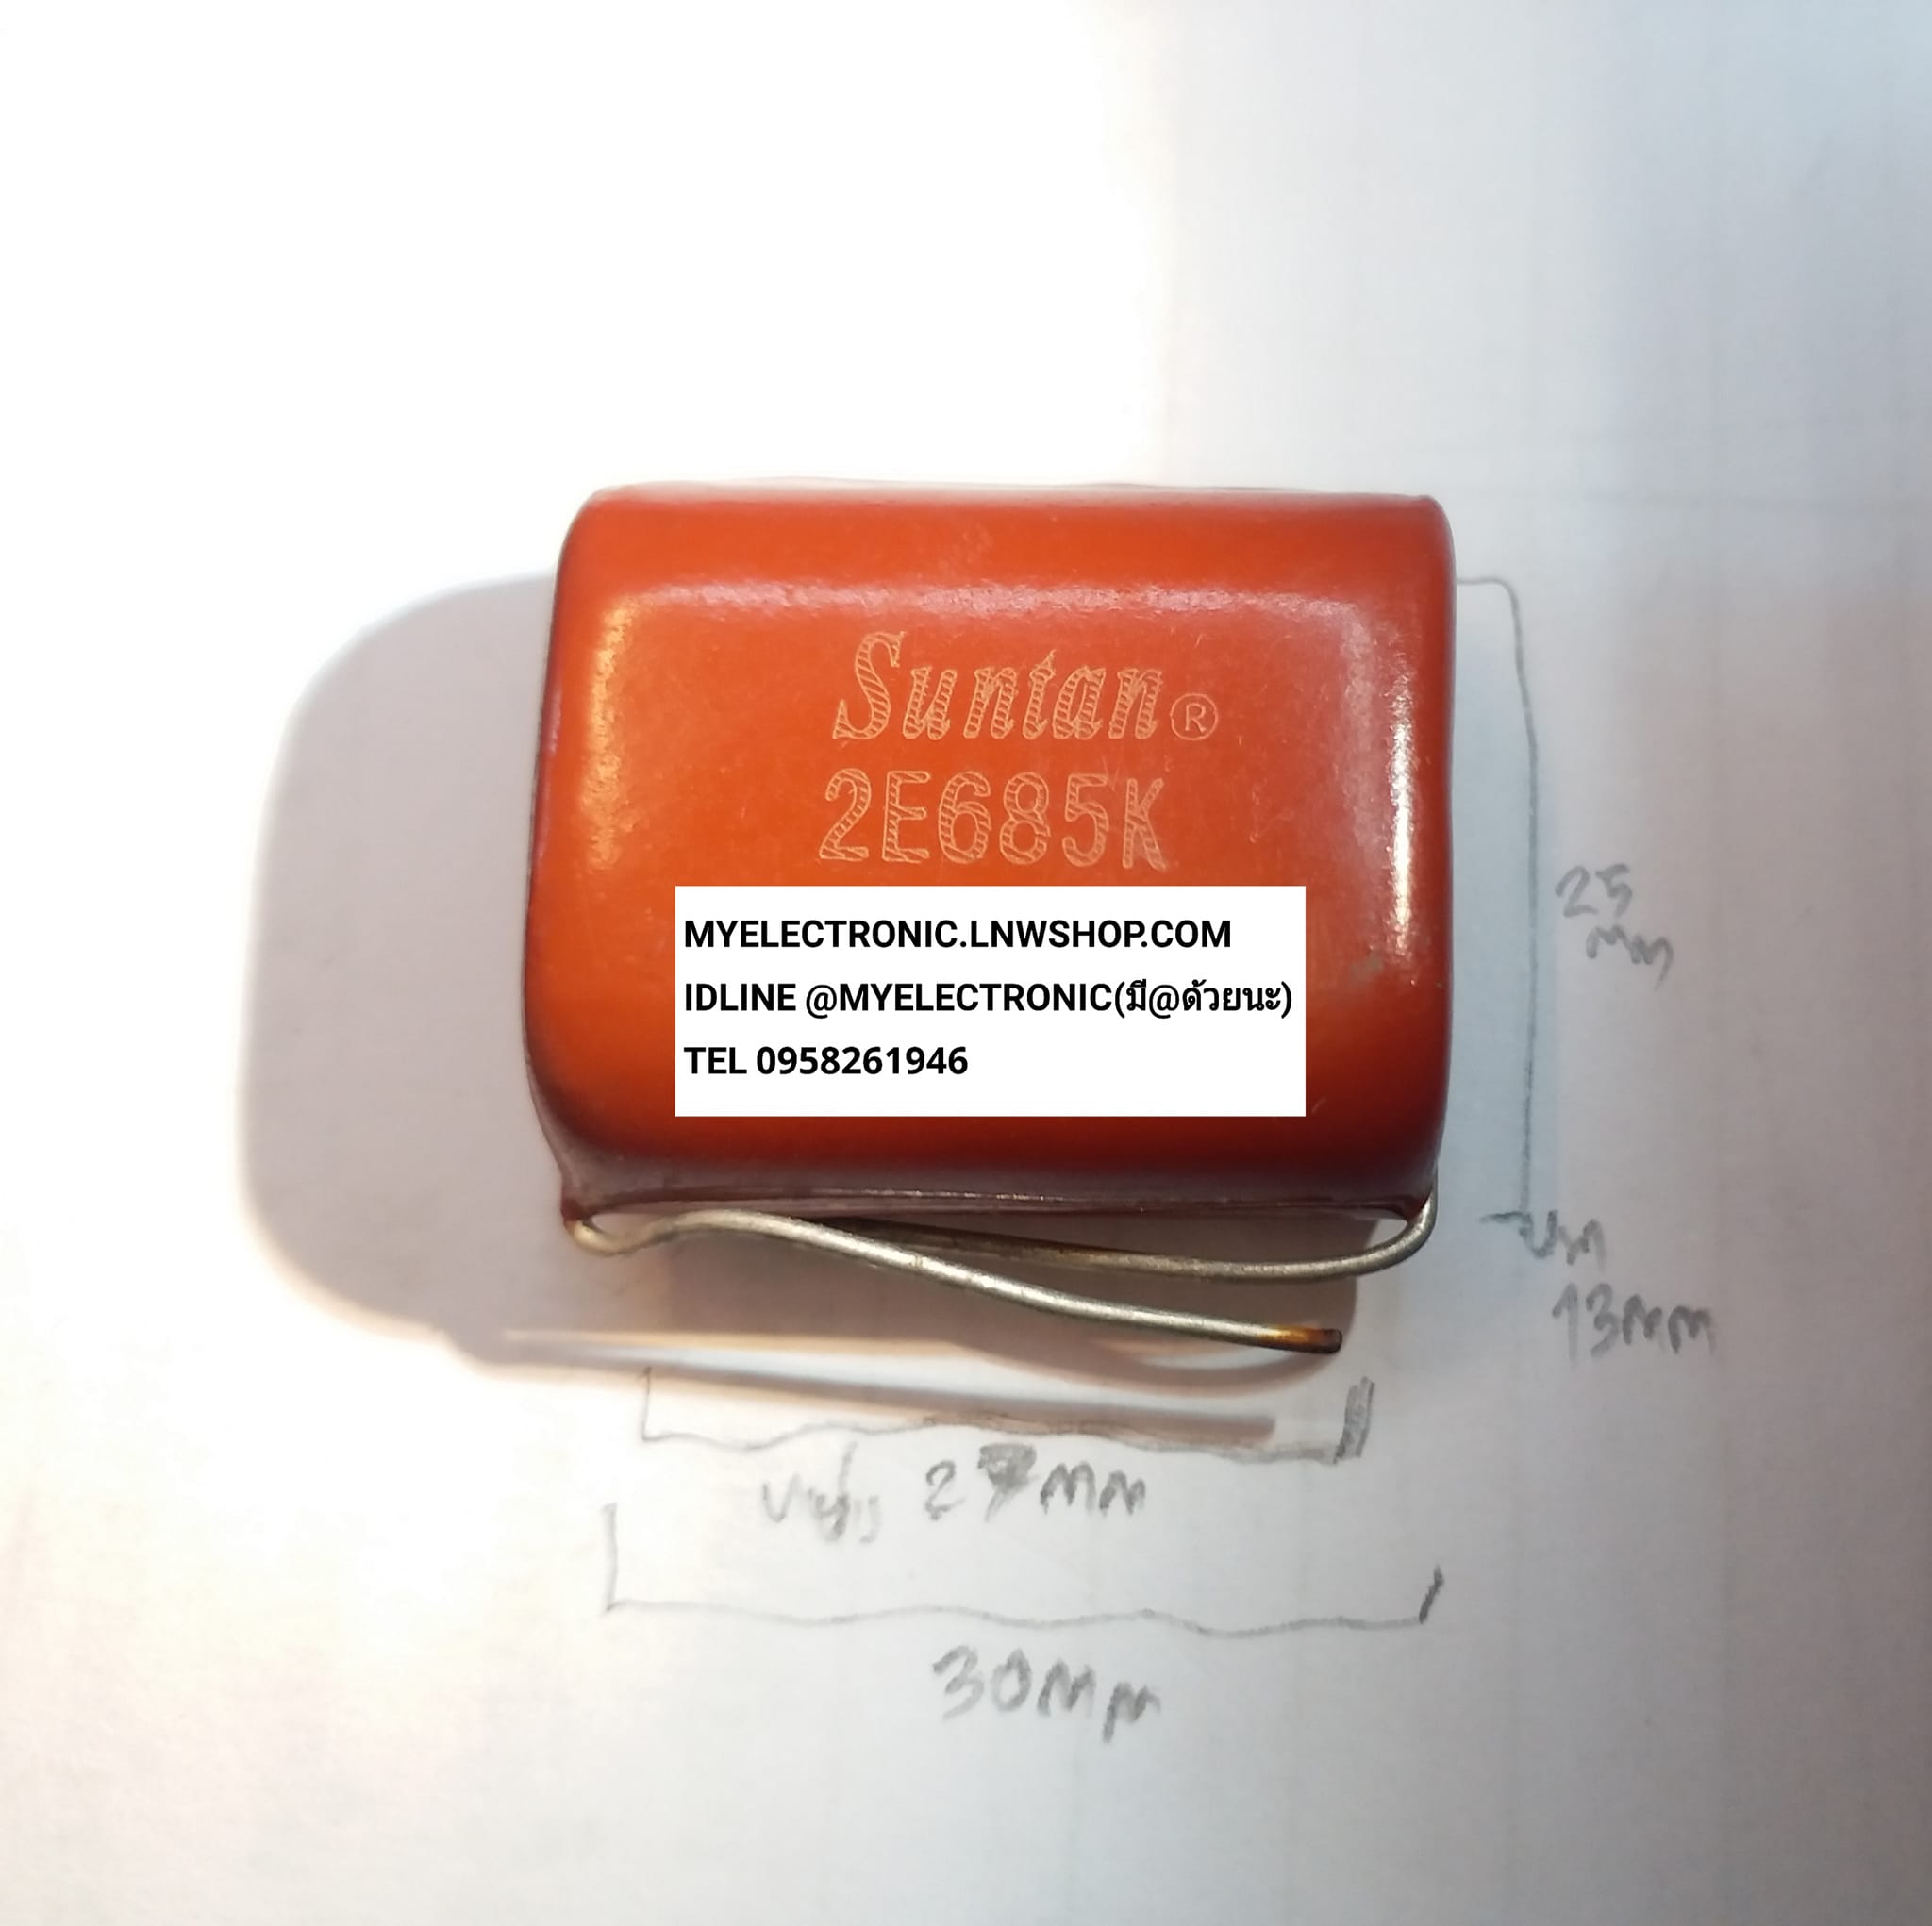 Suntan®
2E685K
MYELECTRONIC.LNWSHOP.COM
IDLINE @MYELECTRONIC(มี@ด้วยนะ)
TEL 0958261946
25
mm
13mm
27mm
30mm